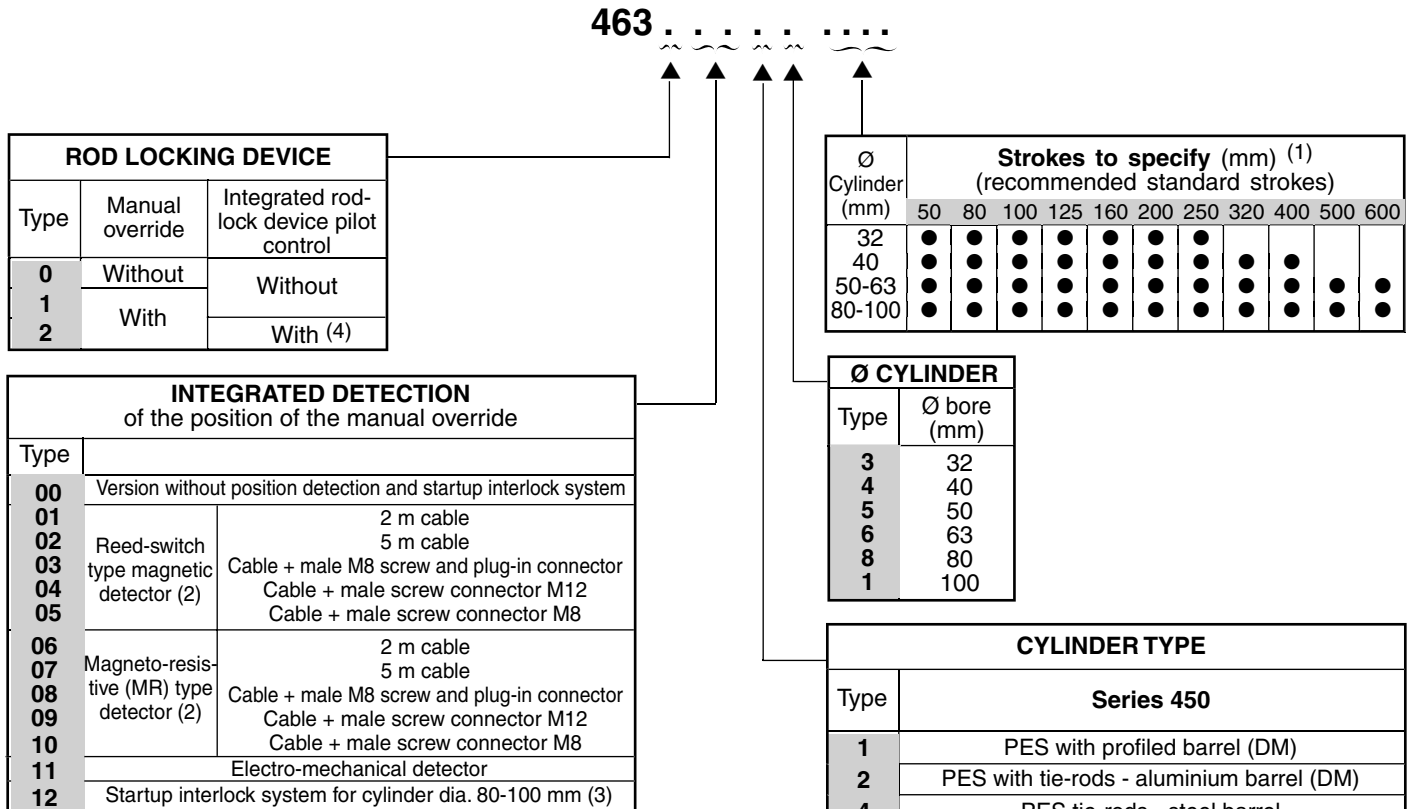 463 . . . . . . . . .
ROD LOCKING DEVICE
Type Manual override Integrated rod-lock device pilot control
0 Without Without
1 With
2 With (4)
INTEGRATED DETECTION
of the position of the manual override
Type
00 Version without position detection and startup interlock system
Reed-switch type magnetic detector (2)
01 2 m cable
02 5 m cable
03 Cable + male M8 screw and plug-in connector
04 Cable + male screw connector M12
05 Cable + male screw connector M8
Magneto-resis-tive (MR) type detector (2)
06 2 m cable
07 5 m cable
08 Cable + male M8 screw and plug-in connector
09 Cable + male screw connector M12
10 Cable + male screw connector M8
11 Electro-mechanical detector
12 Startup interlock system for cylinder dia. 80-100 mm (3)
Ø Cylinder (mm) Strokes to specify (mm) (1)
(recommended standard strokes)
50 80 100 125 160 200 250 320 400 500 600
32 ● ● ● ● ● ● ●
40 ● ● ● ● ● ● ● ● ●
50-63 ● ● ● ● ● ● ● ● ● ● ●
80-100 ● ● ● ● ● ● ● ● ● ● ●
Ø CYLINDER
Type Ø bore (mm)
3 32
4 40
5 50
6 63
8 80
1 100
CYLINDER TYPE
Type Series 450
1 PES with profiled barrel (DM)
2 PES with tie-rods - aluminium barrel (DM)
4 PES tie-rods - steel barrel